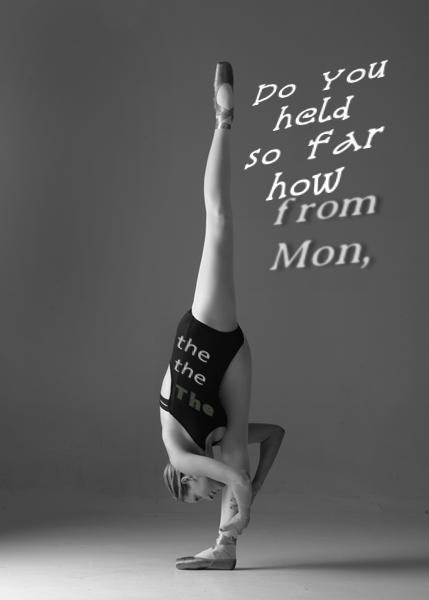 Do You
held
so far
how
from
Mon,
the
the
The